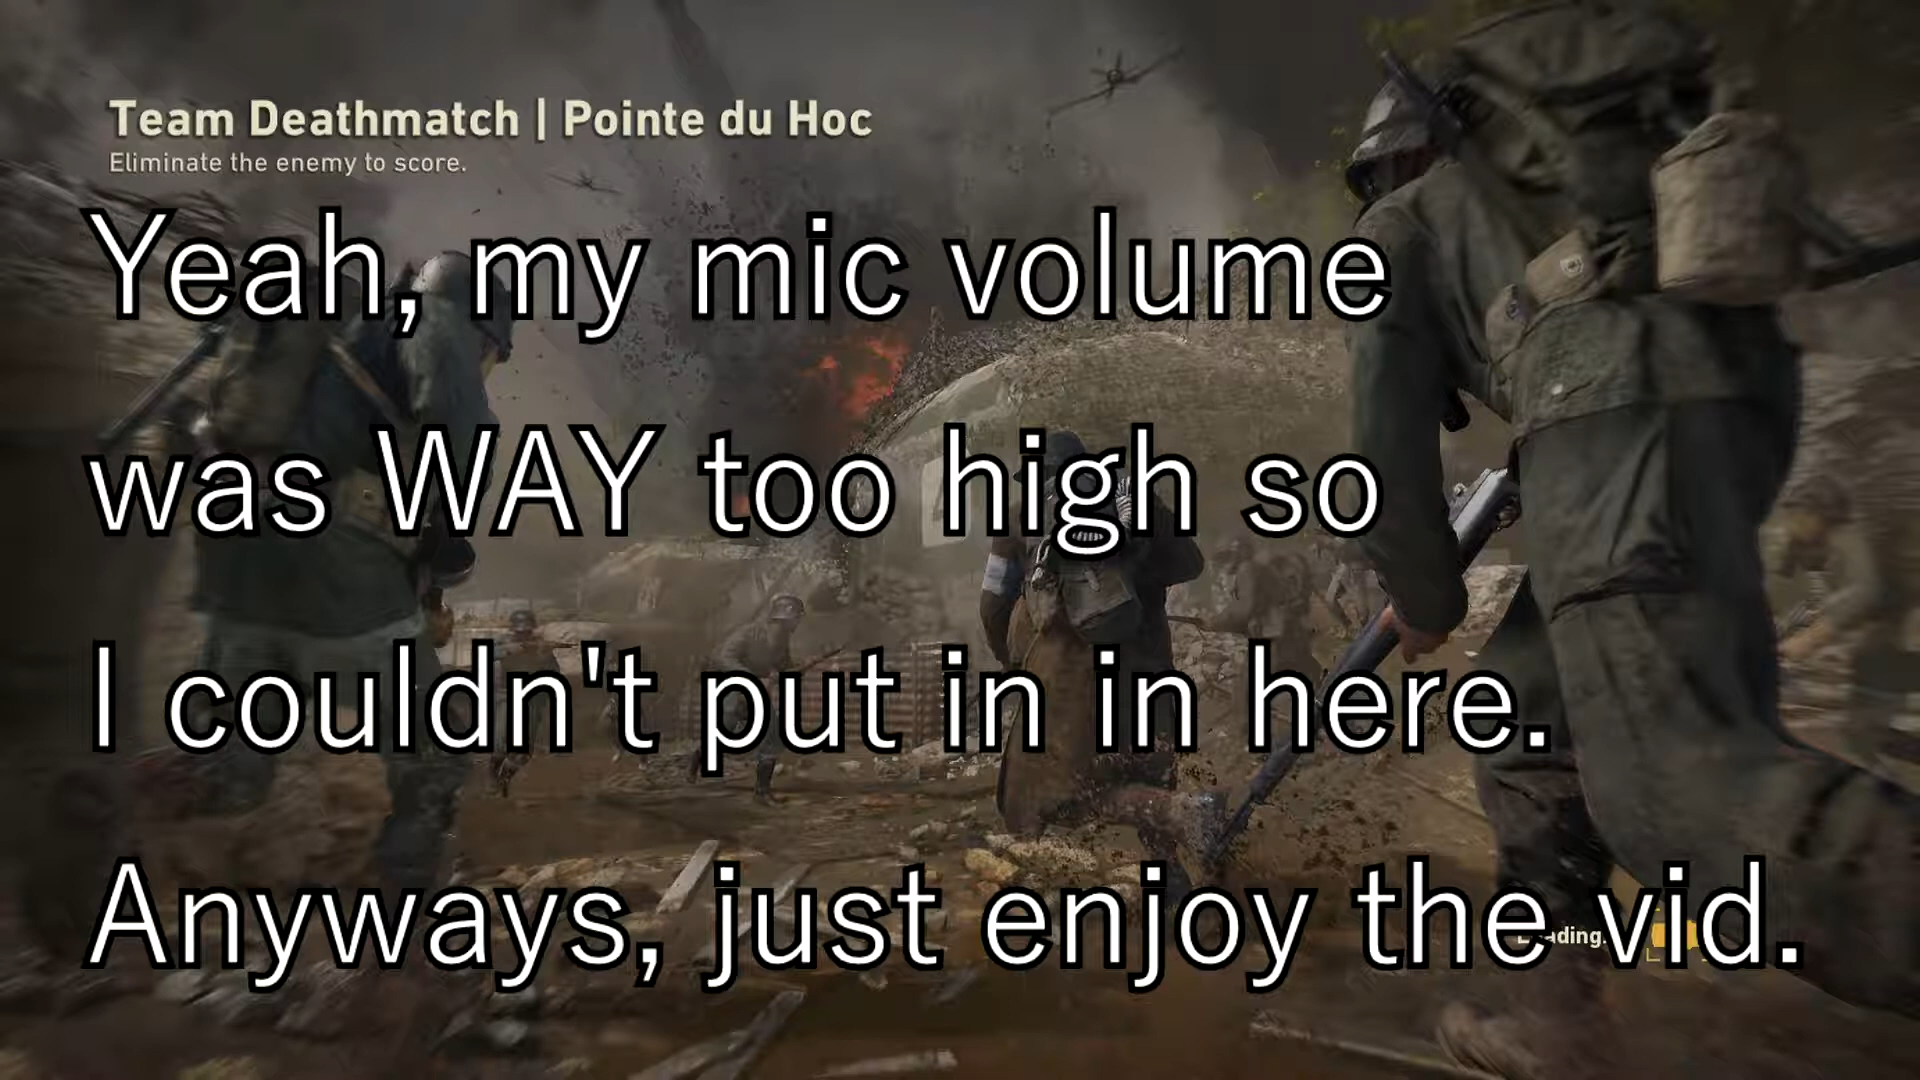 Team Deathmatch | Pointe du Hoc
Eliminate the enemy to score.
Yeah, my mic volume
was WAY too high so
I couldn't put in in here.
Anyways, just enjoy the vid.